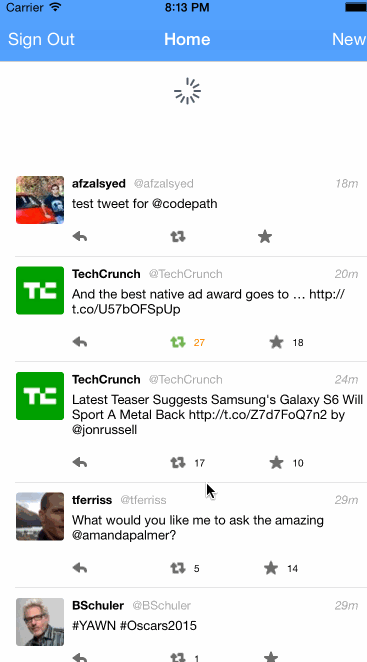 Carrier 8:13 PM
Sign Out Home New
afzalsyed @afzalsyed 18m
test tweet for @codepath
TechCrunch @TechCrunch 20m
TC
And the best native ad award goes to … http://
t.co/U57bOFSpUp
27 18
TechCrunch @TechCrunch 24m
TC
Latest Teaser Suggests Samsung's Galaxy S6 Will
Sport A Metal Back http://t.co/Z7d7FoQ7n2 by
@jonrussell
17 10
tferriss @tferriss 29m
What would you like me to ask the amazing
@amandapalmer?
5 14
BSchuler @BSchuler 29m
#YAWN #Oscars2015
1